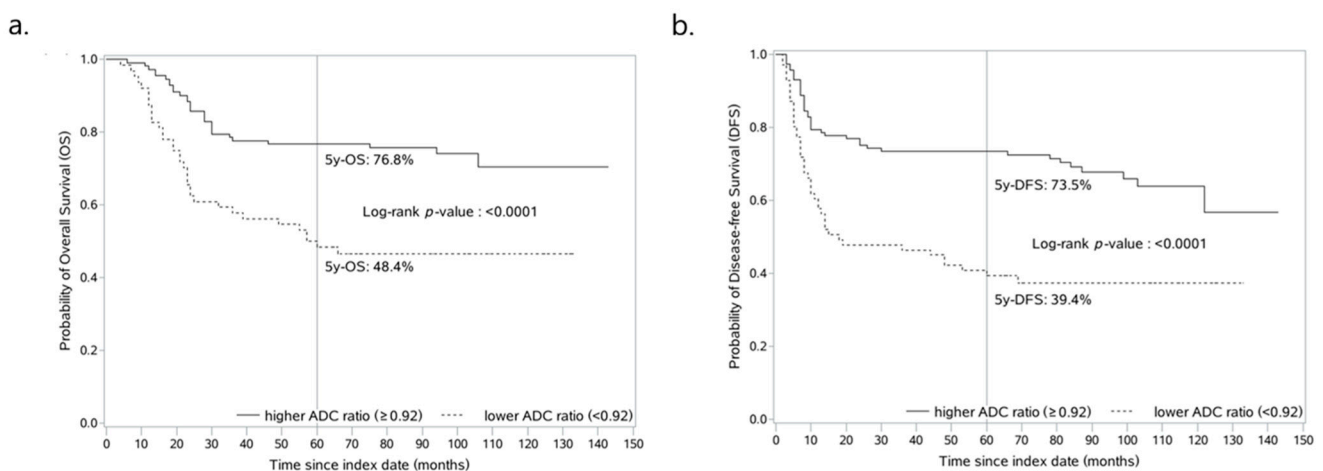 a.
Probability of Overall Survival (OS)
1.0
0.8
0.6
0.4
0.2
0.0
5y-OS: 76.8%
Log-rank p-value : <0.0001
5y-OS: 48.4%
higher ADC ratio (≥0.92) lower ADC ratio (<0.92)
0 10 20 30 40 50 60 70 80 90 100 110 120 130 140 150
Time since index date (months)
b.
Probability of Disease-free Survival (DFS)
1.0
0.8
0.6
0.4
0.2
0.0
5y-DFS: 73.5%
Log-rank p-value : <0.0001
5y-DFS: 39.4%
higher ADC ratio (≥0.92) lower ADC ratio (<0.92)
0 10 20 30 40 50 60 70 80 90 100 110 120 130 140 150
Time since index date (months)